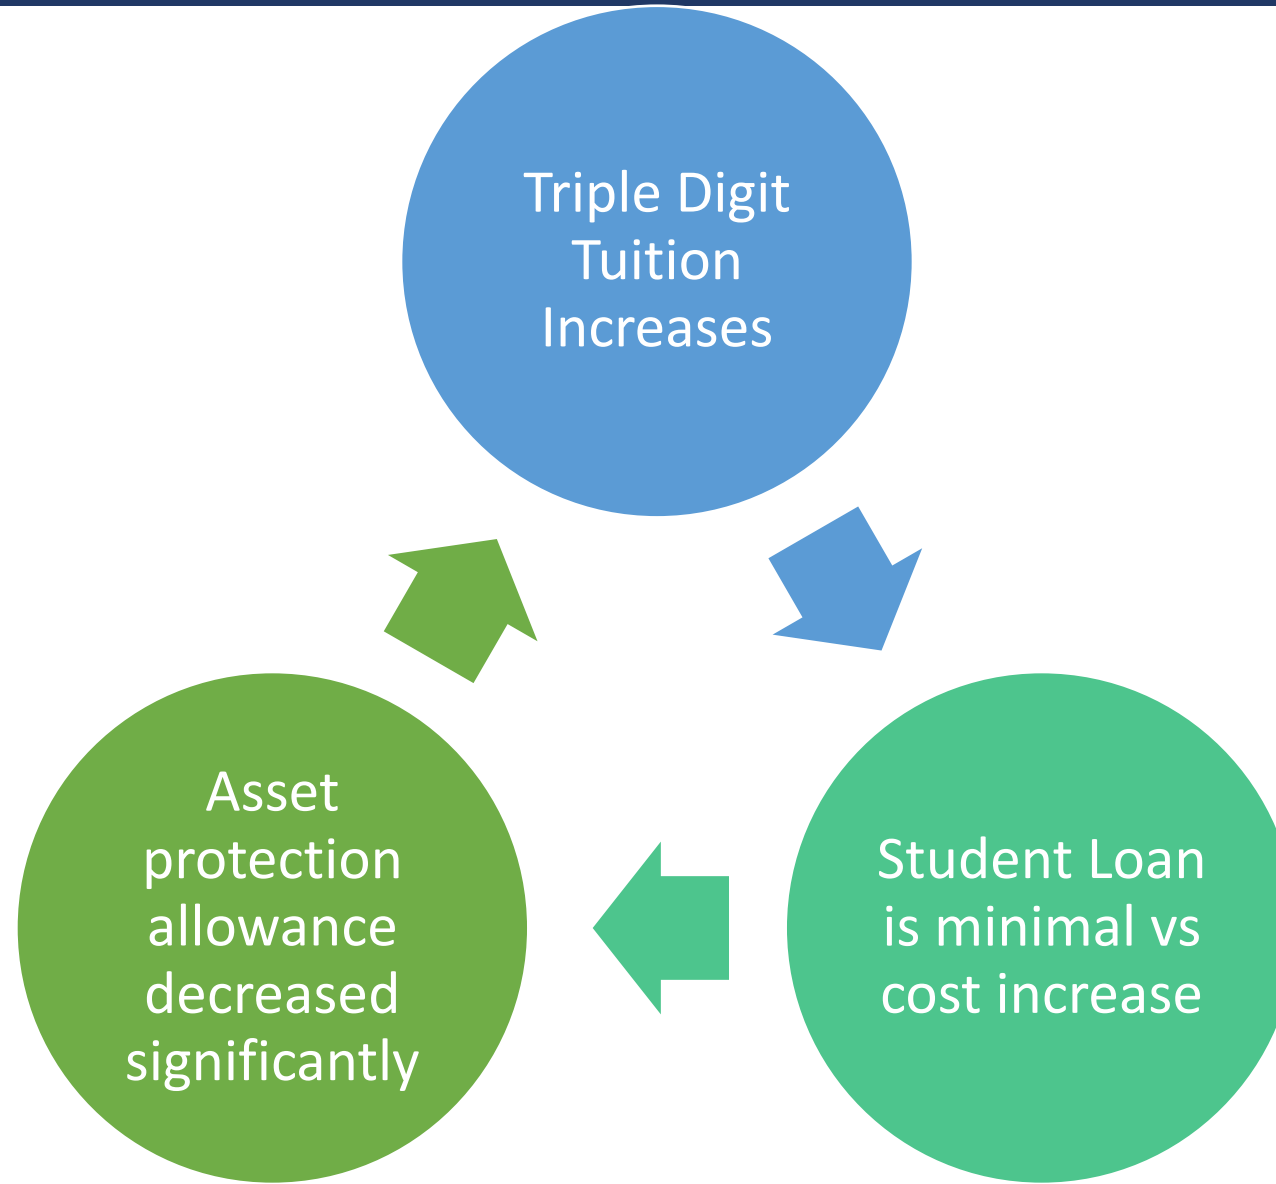 Triple Digit
Tuition
Increases
Student Loan
is minimal vs
cost increase
Asset
protection
allowance
decreased
significantly